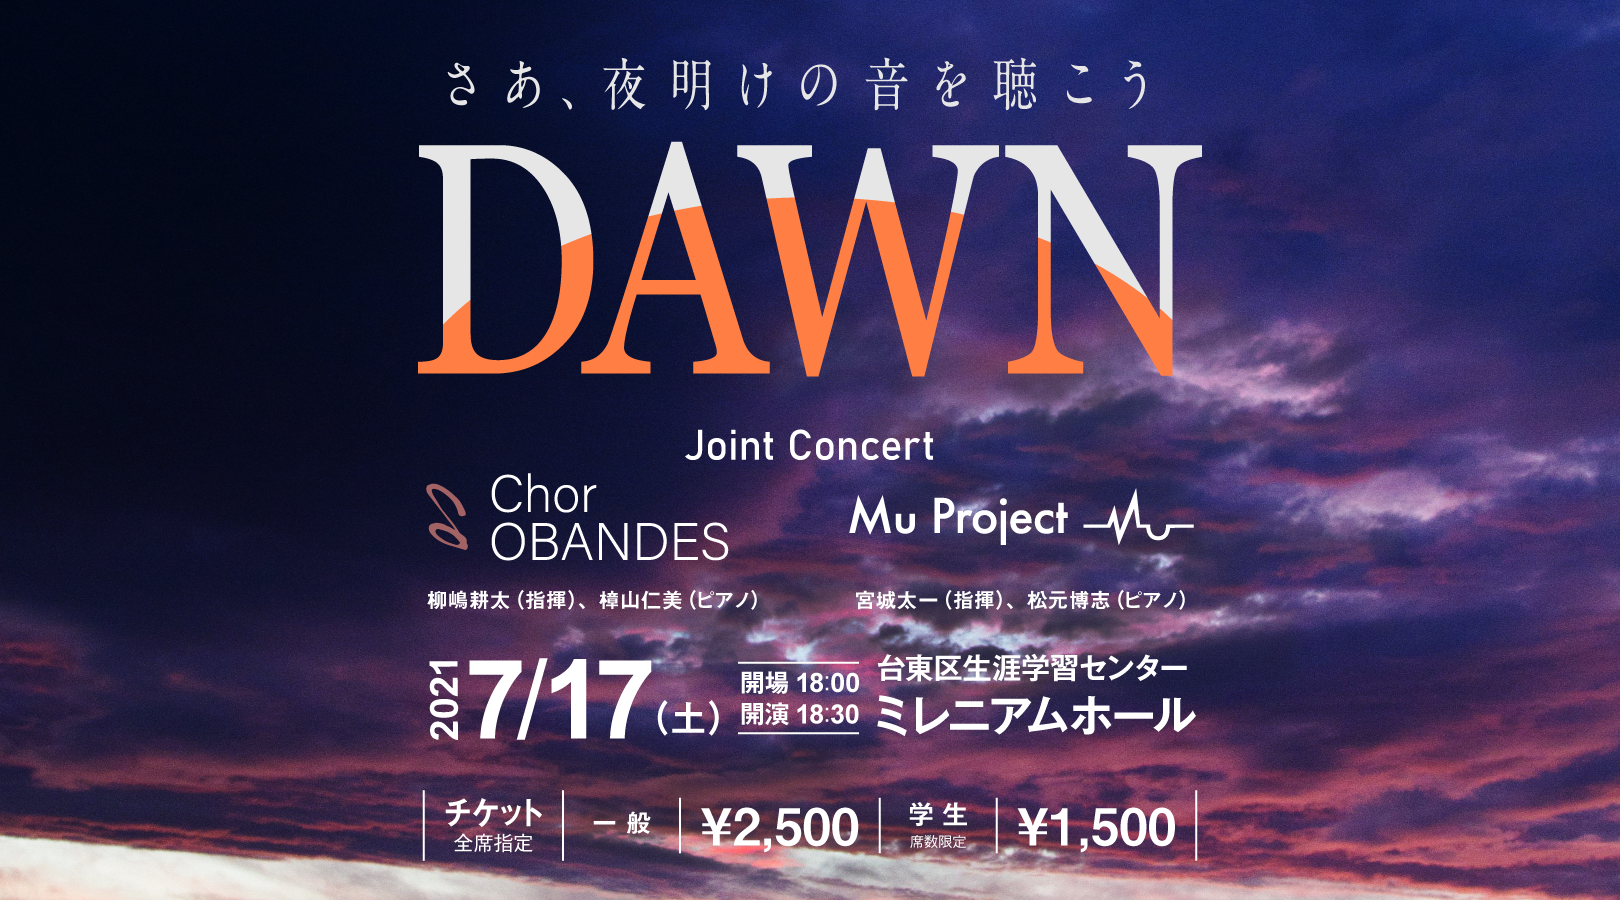 さあ、夜明けの音を聴こう
DAWN
Joint Concert
Chor
OBANDES
柳嶋耕太（指揮）、樟山仁美（ピアノ）
Mu Project
宮城太一（指揮）、松元博志（ピアノ）
2021
7/17（土）
開場 18:00
開演 18:30
台東区生涯学習センター
ミレニアムホール
チケット
全席指定
一般
¥2,500
学生
席数限定
¥1,500